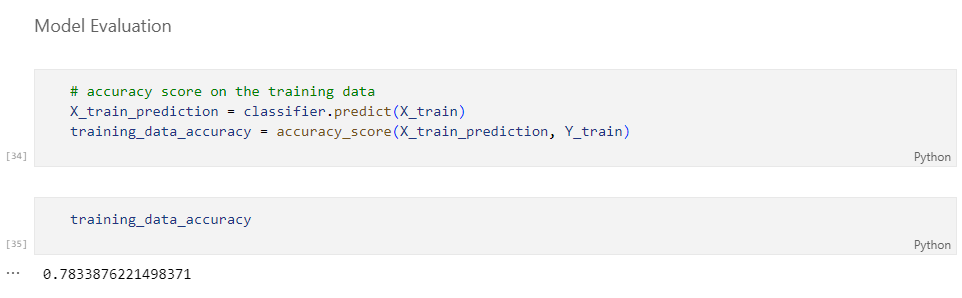 Model Evaluation
# accuracy score on the training data
X_train_prediction = classifier.predict(X_train)
training_data_accuracy = accuracy_score(X_train_prediction, Y_train)
[34]
Python
training_data_accuracy
[35]
Python
... 0.7833876221498371